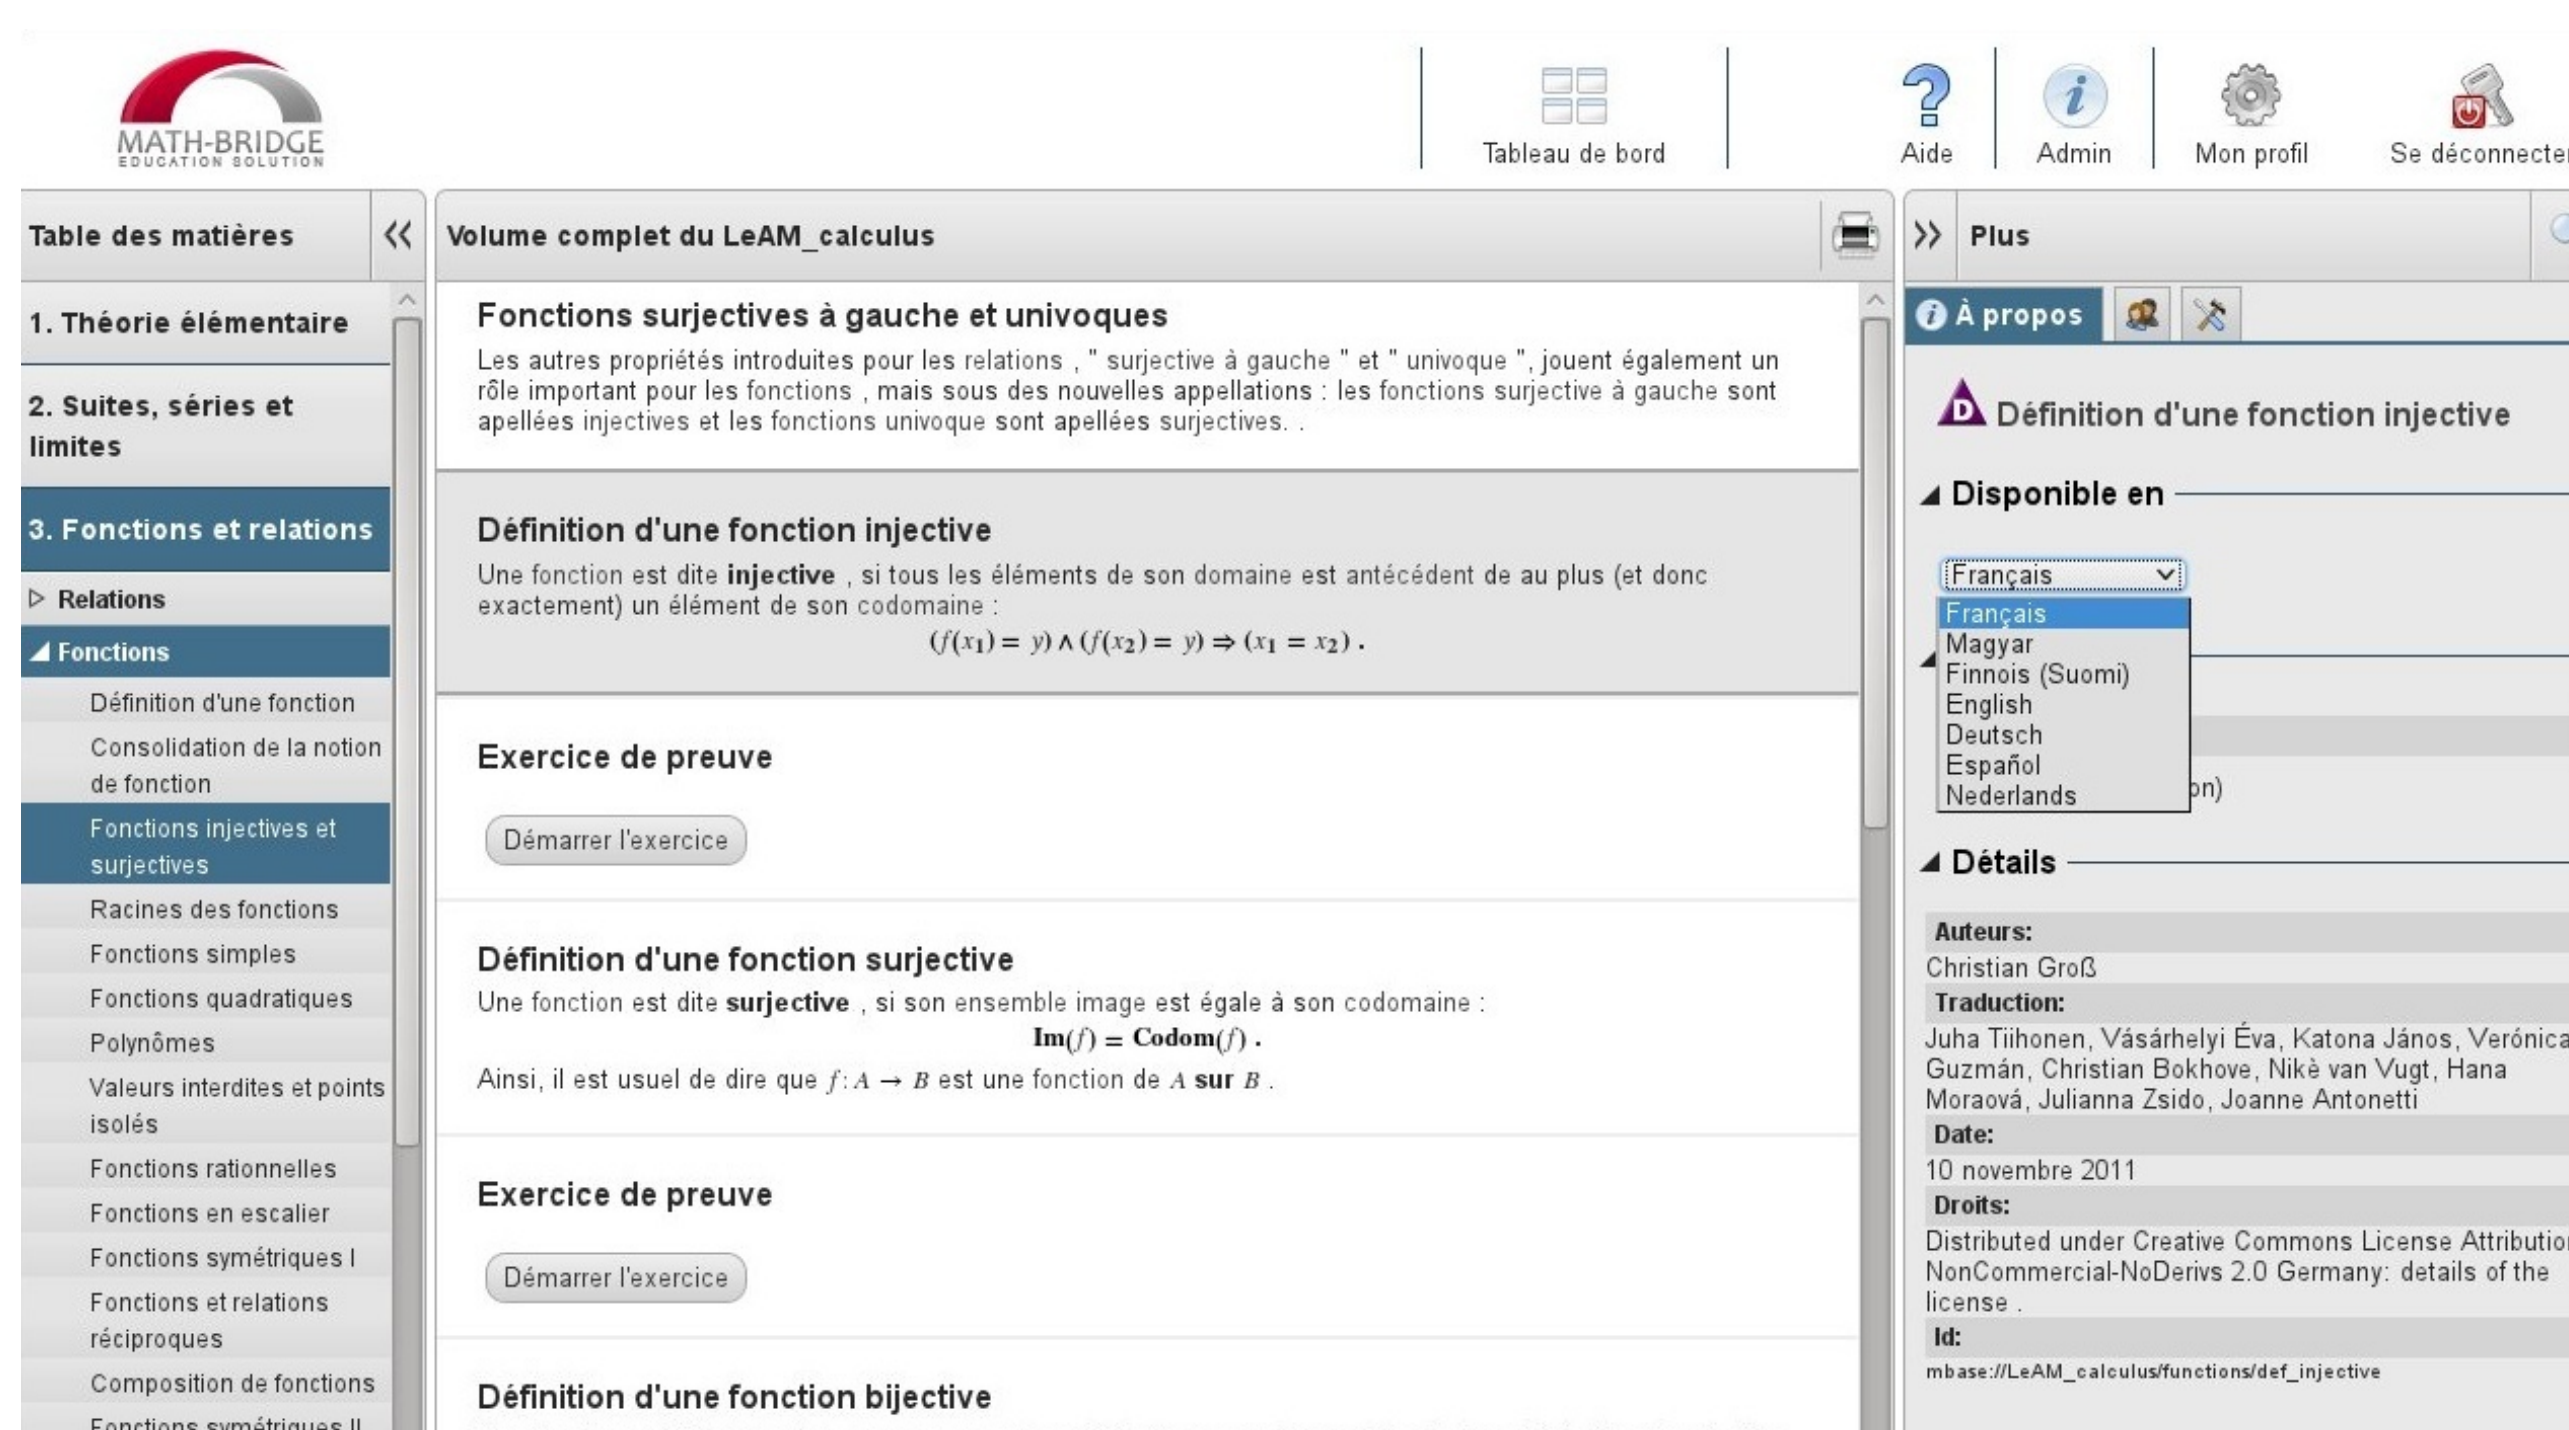 MATH-BRIDGE
EDUCATION SOLUTION
Tableau de bord
Aide
Admin
Mon profil
Se déconnecter
Table des matières
1. Théorie élémentaire
2. Suites, séries et
limites
3. Fonctions et relations
Relations
Fonctions
Définition d'une fonction
Consolidation de la notion
de fonction
Fonctions injectives et
surjectives
Racines des fonctions
Fonctions simples
Fonctions quadratiques
Polynômes
Valeurs interdites et points
isolés
Fonctions rationnelles
Fonctions en escalier
Fonctions symétriques I
Fonctions et relations
réciproques
Composition de fonctions
Fonctions symétriques II
Volume complet du LeAM_calculus
Fonctions surjectives à gauche et univoques
Les autres propriétés introduites pour les relations , " surjective à gauche " et " univoque ", jouent également un
rôle important pour les fonctions , mais sous des nouvelles appellations : les fonctions surjective à gauche sont
apellées injectives et les fonctions univoque sont apellées surjectives. .
Définition d'une fonction injective
Une fonction est dite injective , si tous les éléments de son domaine est antécédent de au plus (et donc
exactement) un élément de son codomaine :
(f(x₁) = y) ∧ (f(x₂) = y) ⇒ (x₁ = x₂) .
Exercice de preuve
Démarrer l'exercice
Définition d'une fonction surjective
Une fonction est dite surjective , si son ensemble image est égale à son codomaine :
Im(f) = Codom(f) .
Ainsi, il est usuel de dire que f: A → B est une fonction de A sur B .
Exercice de preuve
Démarrer l'exercice
Définition d'une fonction bijective
Plus
À propos
Définition d'une fonction injective
Disponible en
Français
Français
Magyar
Finnois (Suomi)
English
Deutsch
Español
Nederlands
on)
Détails
Auteurs:
Christian Groß
Traduction:
Juha Tiihonen, Vásárhelyi Éva, Katona János, Verónica
Guzmán, Christian Bokhove, Nikè van Vugt, Hana
Moraová, Julianna Zsido, Joanne Antonetti
Date:
10 novembre 2011
Droits:
Distributed under Creative Commons License Attribution
NonCommercial-NoDerivs 2.0 Germany: details of the
license .
Id:
mbase://LeAM_calculus/functions/def_injective